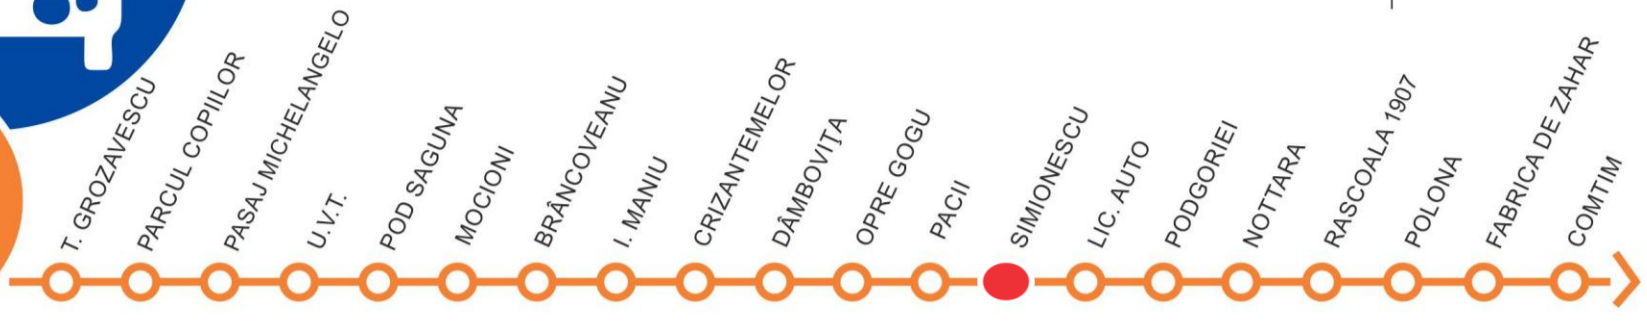 T. GROZAVESCU
PARCUL COPIILOR
PASAJ MICHELANGELO
U.V.T.
POD SAGUNA
MOCIONI
BRÂNCOVEANU
I. MANIU
CRIZANTEMELOR
DÂMBOVIŢA
OPRE GOGU
PACII
SIMIONESCU
LIC. AUTO
PODGORIEI
NOTTARA
RASCOALA 1907
POLONA
FABRICA DE ZAHAR
COMTIM